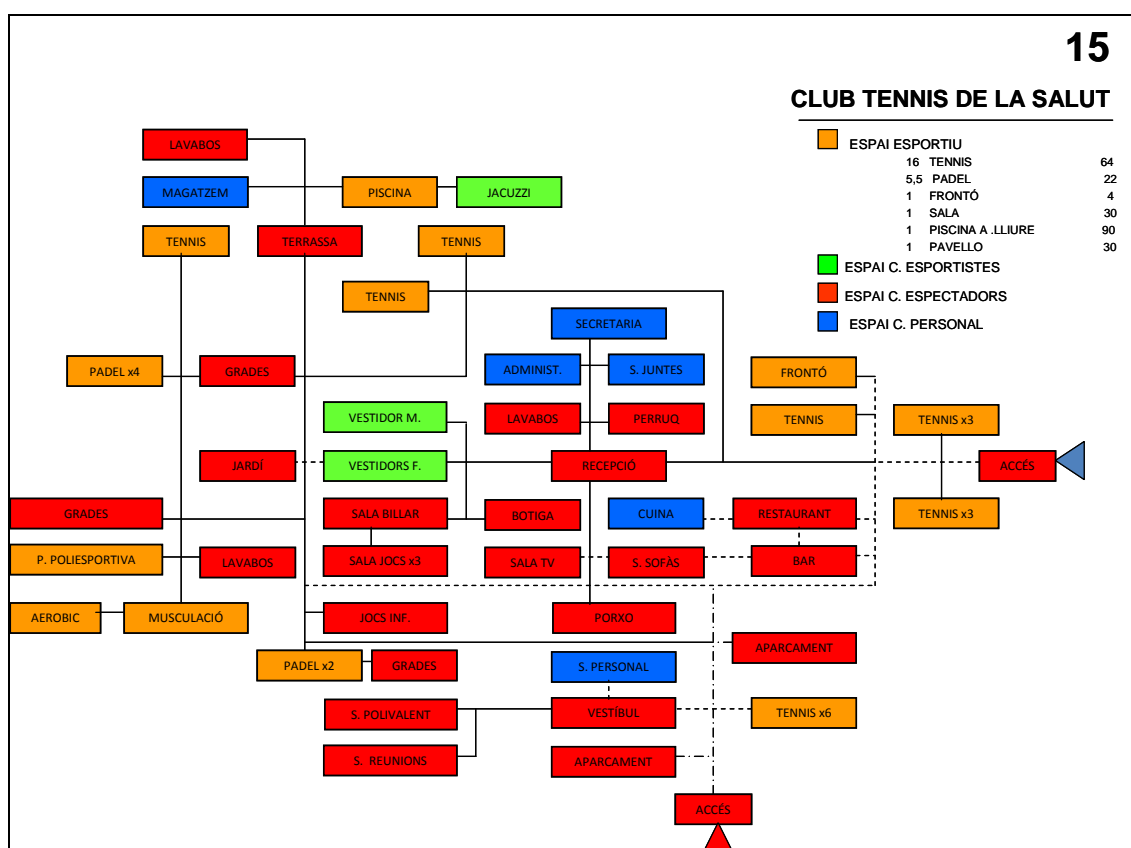 15
CLUB TENNIS DE LA SALUT
ESPAI ESPORTIU
16 TENNIS 64
5,5 PADEL 22
1 FRONTÓ 4
1 SALA 30
1 PISCINA A .LLIURE 90
1 PAVELLO 30
ESPAI C. ESPORTISTES
ESPAI C. ESPECTADORS
ESPAI C. PERSONAL
LAVABOS
MAGATZEM
PISCINA
JACUZZI
TENNIS
TERRASSA
TENNIS
TENNIS
SECRETARIA
PADEL x4
GRADES
ADMINIST.
S. JUNTES
FRONTÓ
VESTIDOR M.
LAVABOS
PERRUQ
TENNIS
TENNIS x3
JARDÍ
VESTIDORS F.
RECEPCIÓ
ACCÉS
GRADES
SALA BILLAR
BOTIGA
CUINA
RESTAURANT
TENNIS x3
P. POLIESPORTIVA
LAVABOS
SALA JOCS x3
SALA TV
S. SOFÀS
BAR
AEROBIC
MUSCULACIÓ
JOCS INF.
PORXO
APARCAMENT
PADEL x2
GRADES
S. PERSONAL
S. POLIVALENT
VESTÍBUL
TENNIS x6
S. REUNIONS
APARCAMENT
ACCÉS